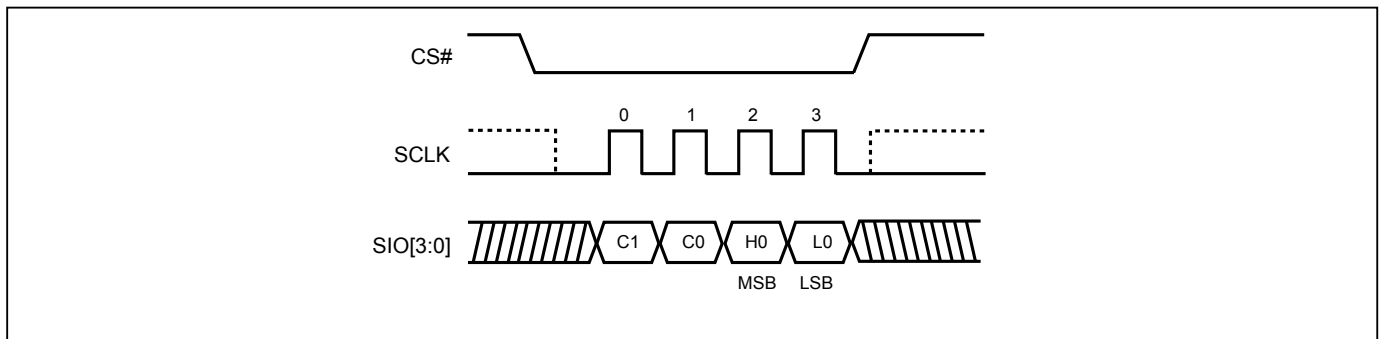 CS#
0 1 2 3
SCLK
SIO[3:0] C1 C0 H0 L0
MSB LSB